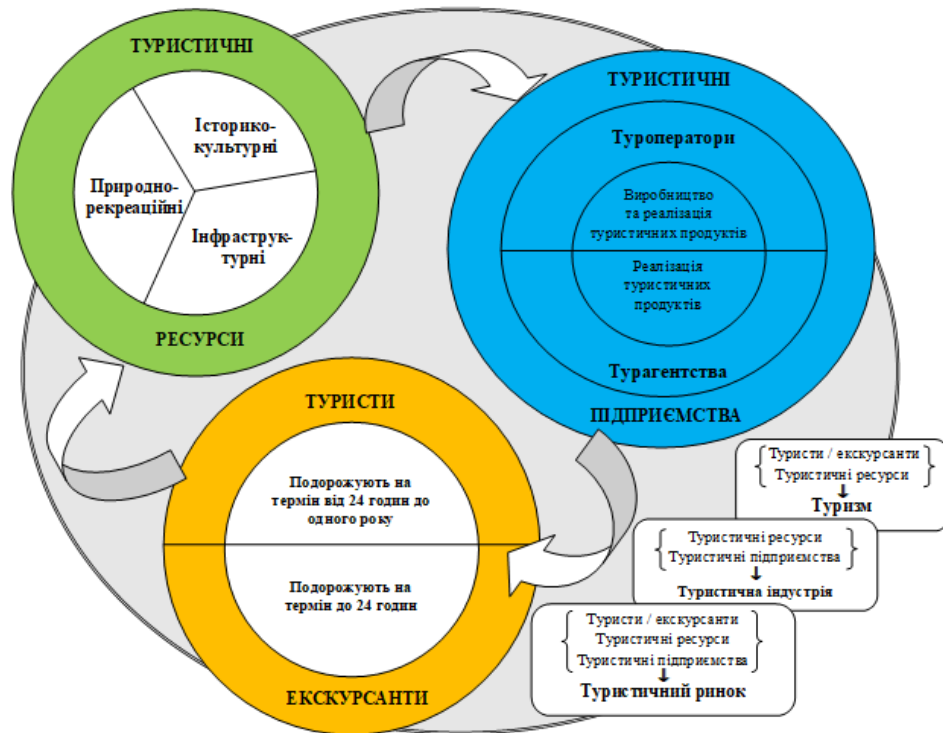 ТУРИСТИЧНІ
Історико-
культурні
Природно-
рекреаційні
Інфраструк-
турні
РЕСУРСИ
ТУРИСТИЧНІ
Туроператори
Виробництво
та реалізація
туристичних продуктів
Реалізація
туристичних
продуктів
Турагентства
ПІДПРИЄМСТВА
ТУРИСТИ
Подорожують на
термін від 24 годин до
одного року
Подорожують на
термін до 24 годин
ЕКСКУРСАНТИ
Туристи / екскурсанти
Туристичні ресурси
Туризм
Туристичні ресурси
Туристичні підприємства
Туристична індустрія
Туристи / екскурсанти
Туристичні ресурси
Туристичні підприємства
Туристичний ринок